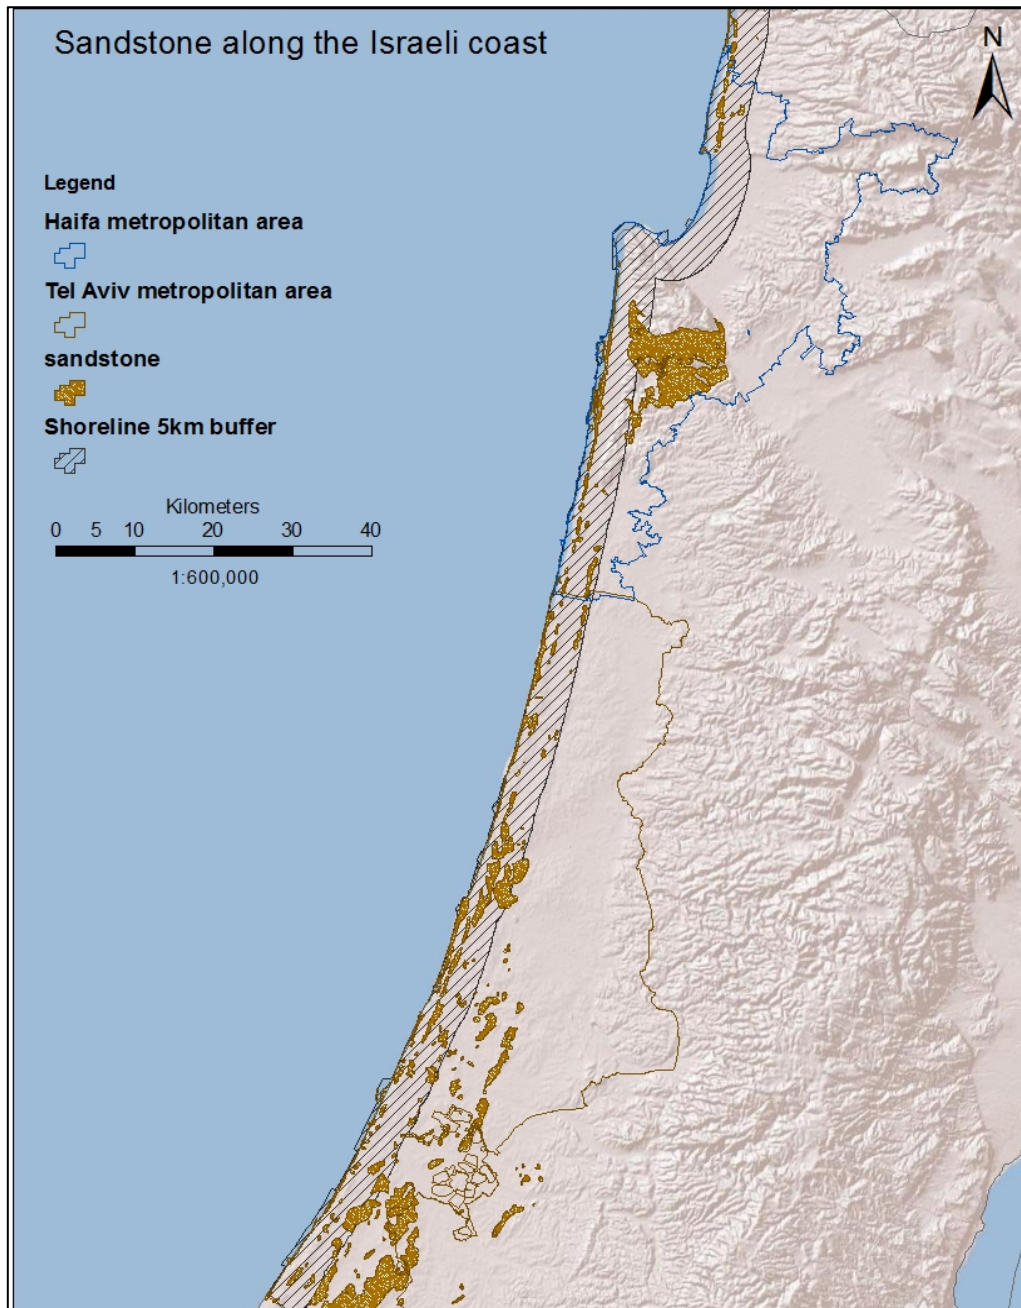 Sandstone along the Israeli coast
N
Legend
Haifa metropolitan area
Tel Aviv metropolitan area
sandstone
Shoreline 5km buffer
Kilometers
0 5 10 20 30 40
1:600,000